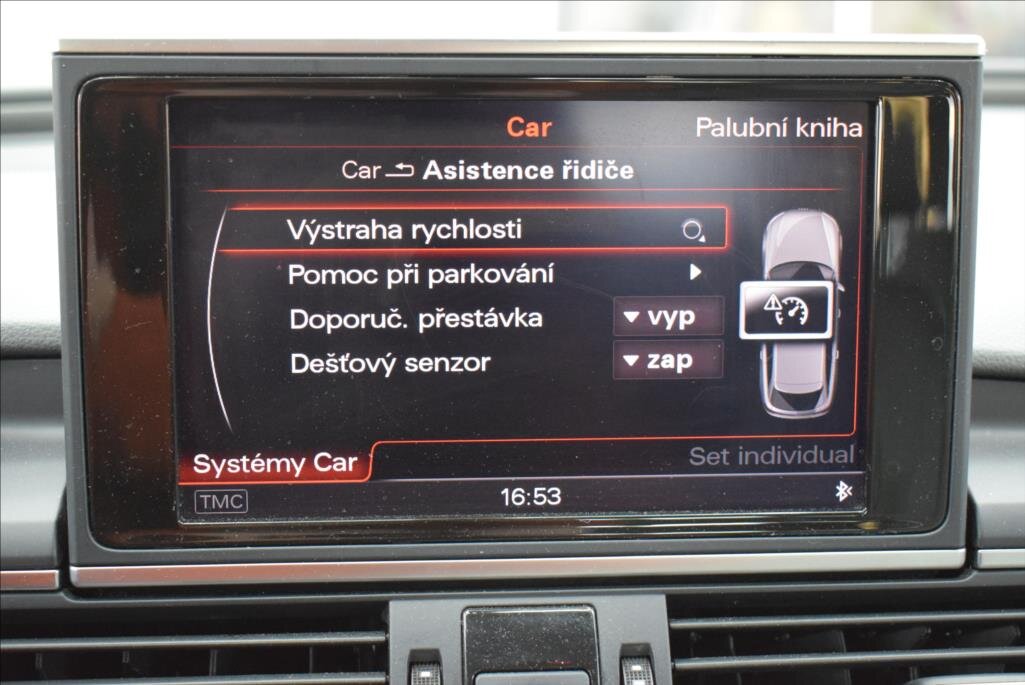 Car
Palubní kniha
Car Asistence řidiče
Výstraha rychlosti
Pomoc při parkování
Doporuč. přestávka vyp
Dešťový senzor zap
Systémy Car
Set individual
TMC
16:53